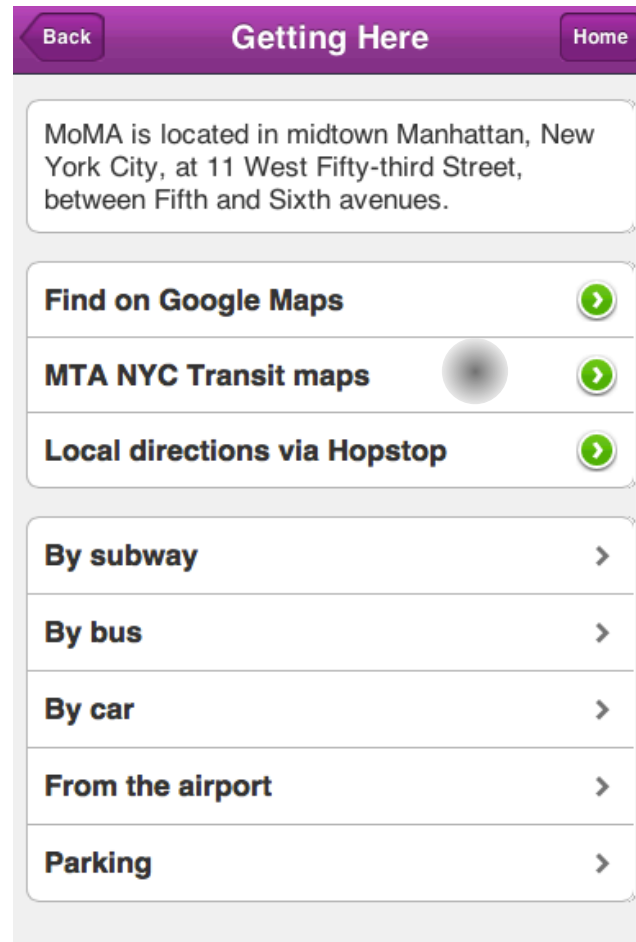 Back
Getting Here
Home
MoMA is located in midtown Manhattan, New
York City, at 11 West Fifty-third Street,
between Fifth and Sixth avenues.
Find on Google Maps
MTA NYC Transit maps
Local directions via Hopstop
By subway
By bus
By car
From the airport
Parking